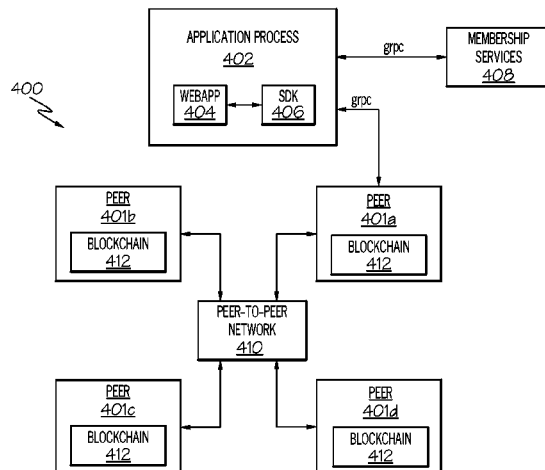 APPLICATION PROCESS
402
WEBAPP
404
SDK
406
grpc
MEMBERSHIP
SERVICES
408
400
grpc
PEER
401b
BLOCKCHAIN
412
PEER
401a
BLOCKCHAIN
412
PEER-TO-PEER
NETWORK
410
PEER
401c
BLOCKCHAIN
412
PEER
401d
BLOCKCHAIN
412